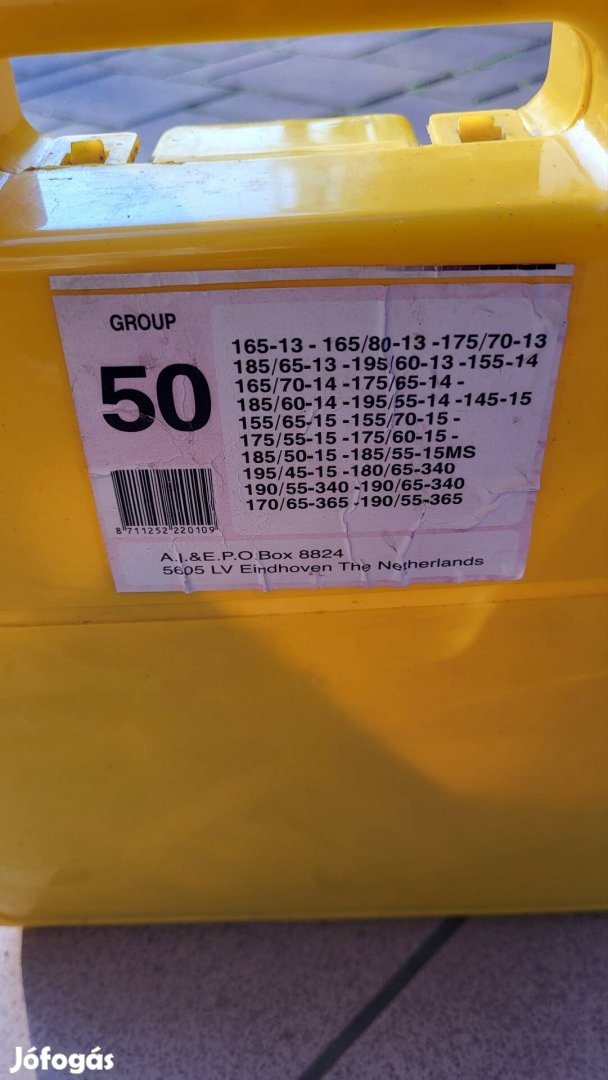 GROUP
50
165-13 - 165/80-13 -175/70-13
185/65-13 -195/60-13 -155-14
165/70-14 -175/65-14 -
185/60-14 -195/55-14 -145-15
155/65-15 -155/70-15 -
175/55-15 -175/60-15 -
185/50-15 -185/55-15MS
195/45-15 -180/65-340
190/55-340 -190/65-340
170/65-365 -190/55-365
8 711252 220109
A.I.&E.P.O.Box 8824
5605 LV Eindhoven The Netherlands
Jófogás